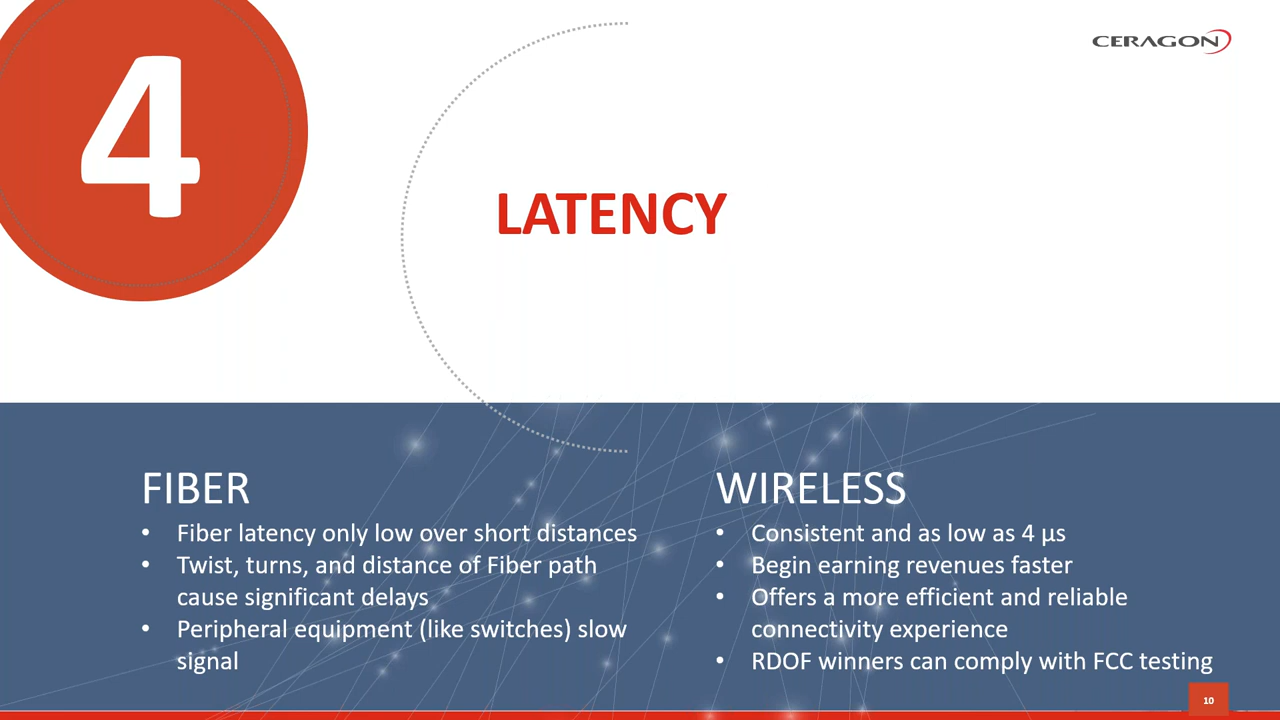 4
CERAGON
LATENCY
FIBER
• Fiber latency only low over short distances
• Twist, turns, and distance of Fiber path
cause significant delays
• Peripheral equipment (like switches) slow
signal
WIRELESS
• Consistent and as low as 4 µs
• Begin earning revenues faster
• Offers a more efficient and reliable
connectivity experience
• RDOF winners can comply with FCC testing
10